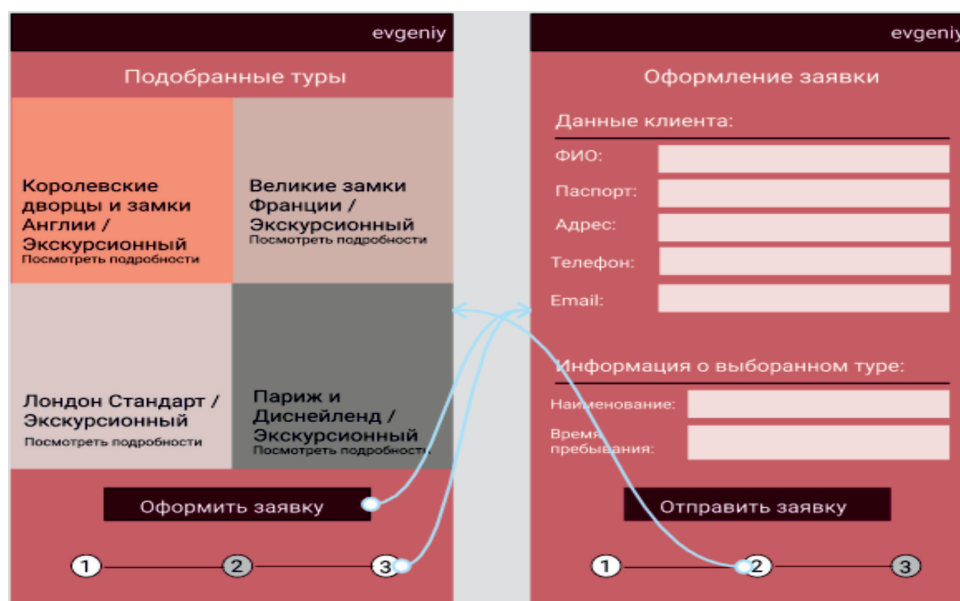 evgeniy
Подобранные туры
Королевские
дворцы и замки
Англии /
Экскурсионный
Посмотреть подробности
Великие замки
Франции /
Экскурсионный
Посмотреть подробности
Лондон Стандарт /
Экскурсионный
Посмотреть подробности
Париж и
Диснейленд /
Экскурсионный
Посмотреть подробности
Оформить заявку
1
2
3
evgeniy
Оформление заявки
Данные клиента:
ФИО:
Паспорт:
Адрес:
Телефон:
Email:
Информация о выборанном туре:
Наименование:
Время
пребывания:
Отправить заявку
1
2
3